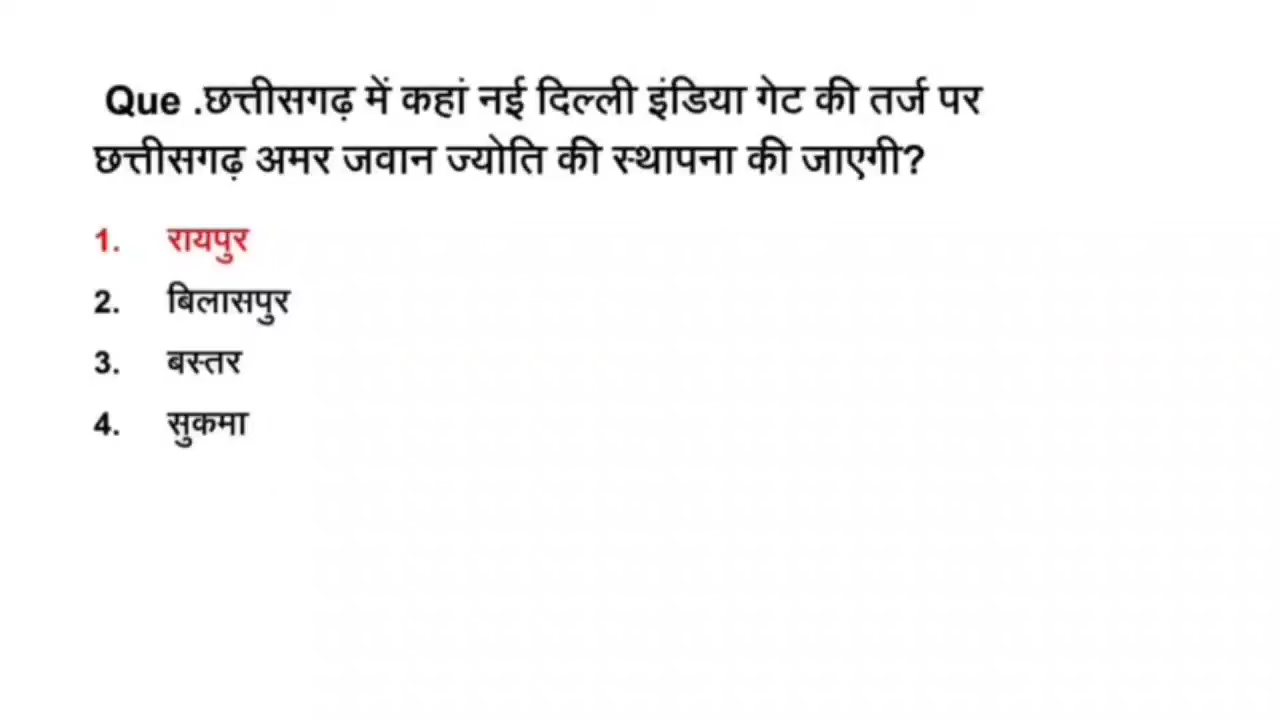 Que .छत्तीसगढ़ में कहां नई दिल्ली इंडिया गेट की तर्ज पर
छत्तीसगढ़ अमर जवान ज्योति की स्थापना की जाएगी?
1. रायपुर
2. बिलासपुर
3. बस्तर
4. सुकमा